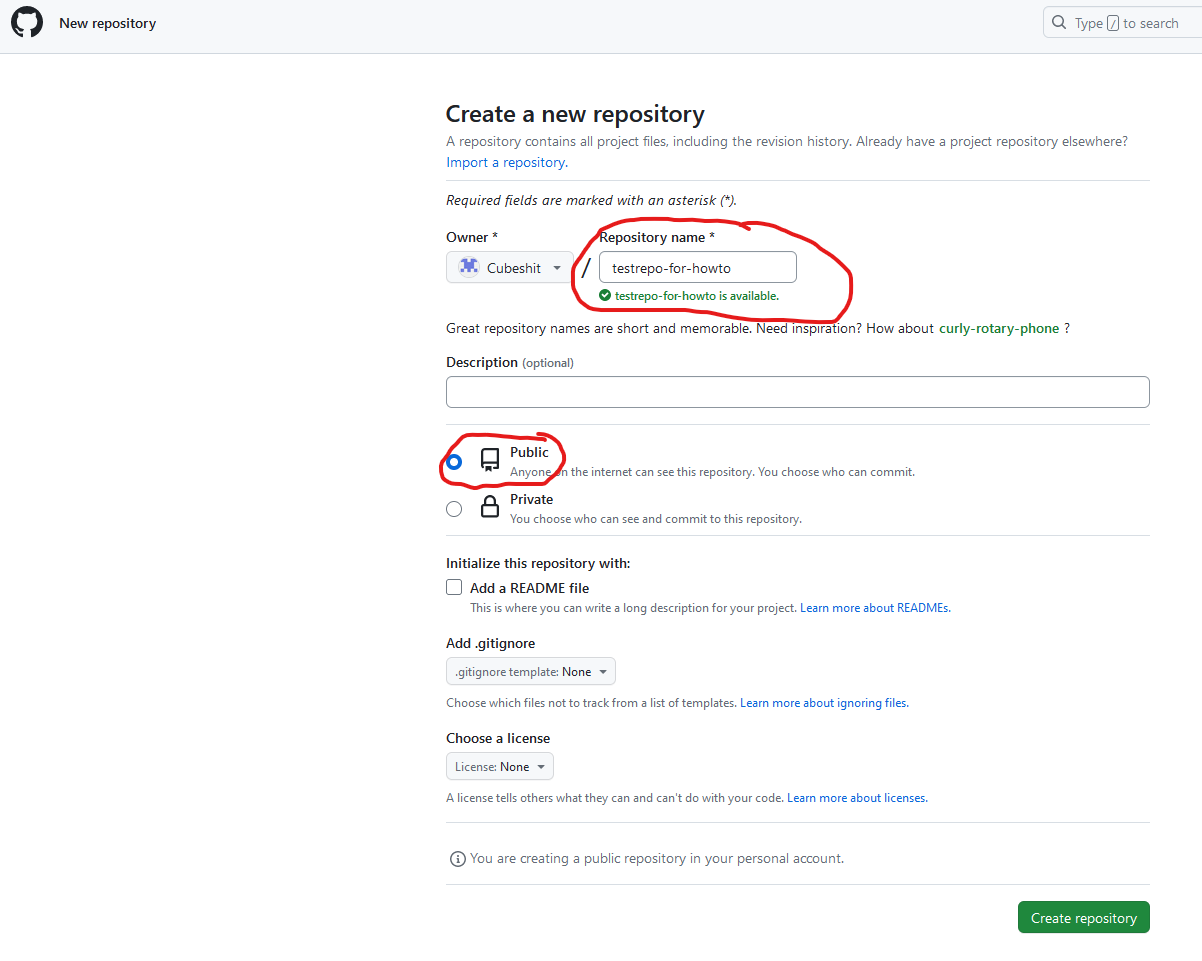 New repository
Type / to search
Create a new repository
A repository contains all project files, including the revision history. Already have a project repository elsewhere?
Import a repository.
Required fields are marked with an asterisk (*).
Owner *
Repository name *
Cubeshit
/
testrepo-for-howto
testrepo-for-howto is available.
Great repository names are short and memorable. Need inspiration? How about curly-rotary-phone ?
Description (optional)
Public
Anyone on the internet can see this repository. You choose who can commit.
Private
You choose who can see and commit to this repository.
Initialize this repository with:
Add a README file
This is where you can write a long description for your project. Learn more about READMEs.
Add .gitignore
.gitignore template: None
Choose which files not to track from a list of templates. Learn more about ignoring files.
Choose a license
License: None
A license tells others what they can and can't do with your code. Learn more about licenses.
You are creating a public repository in your personal account.
Create repository